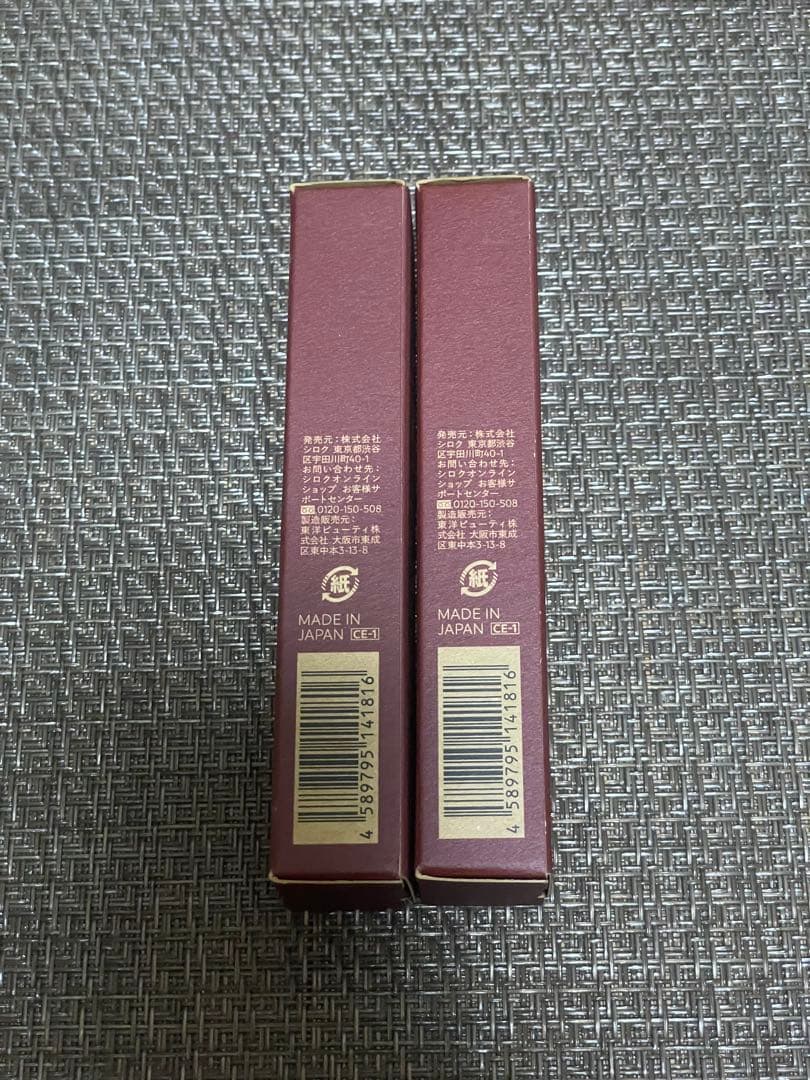 発売元：株式会社
シロク 東京都渋谷
区宇田川町40-1
お問い合わせ先：
シロクオンライン
ショップ お客様サ
ポートセンター
0120-150-508
製造販売元：
東洋ビューティ株
式会社 大阪市東成
区東中本3-13-8
紙
MADE IN
JAPAN CE-1
4 589795 141816
発売元：株式会社
シロク 東京都渋谷
区宇田川町40-1
お問い合わせ先：
シロクオンライン
ショップ お客様サ
ポートセンター
0120-150-508
製造販売元：
東洋ビューティ株
式会社 大阪市東成
区東中本3-13-8
紙
MADE IN
JAPAN CE-1
4 589795 141816